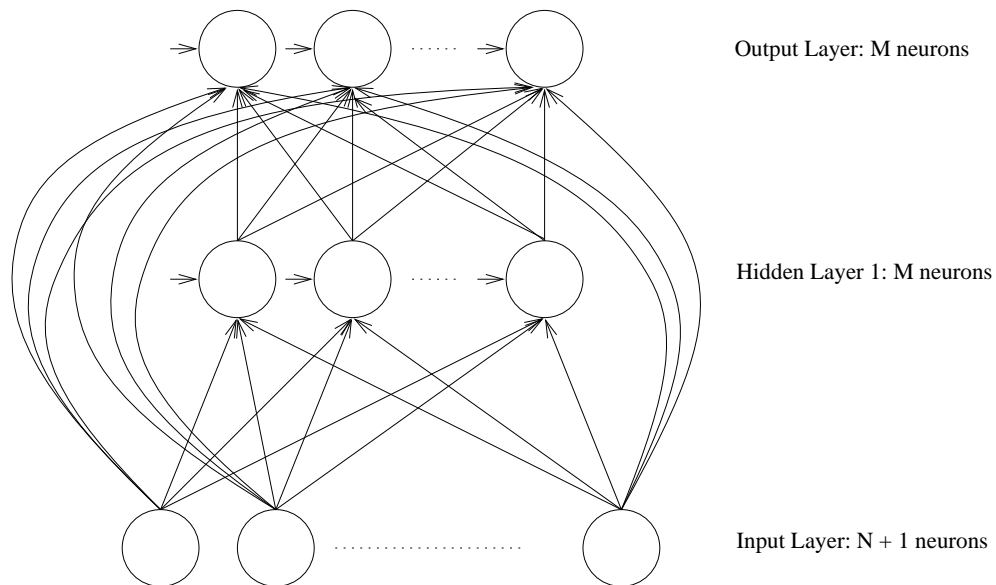 Output Layer: M neurons
Hidden Layer 1: M neurons
Input Layer: N + 1 neurons